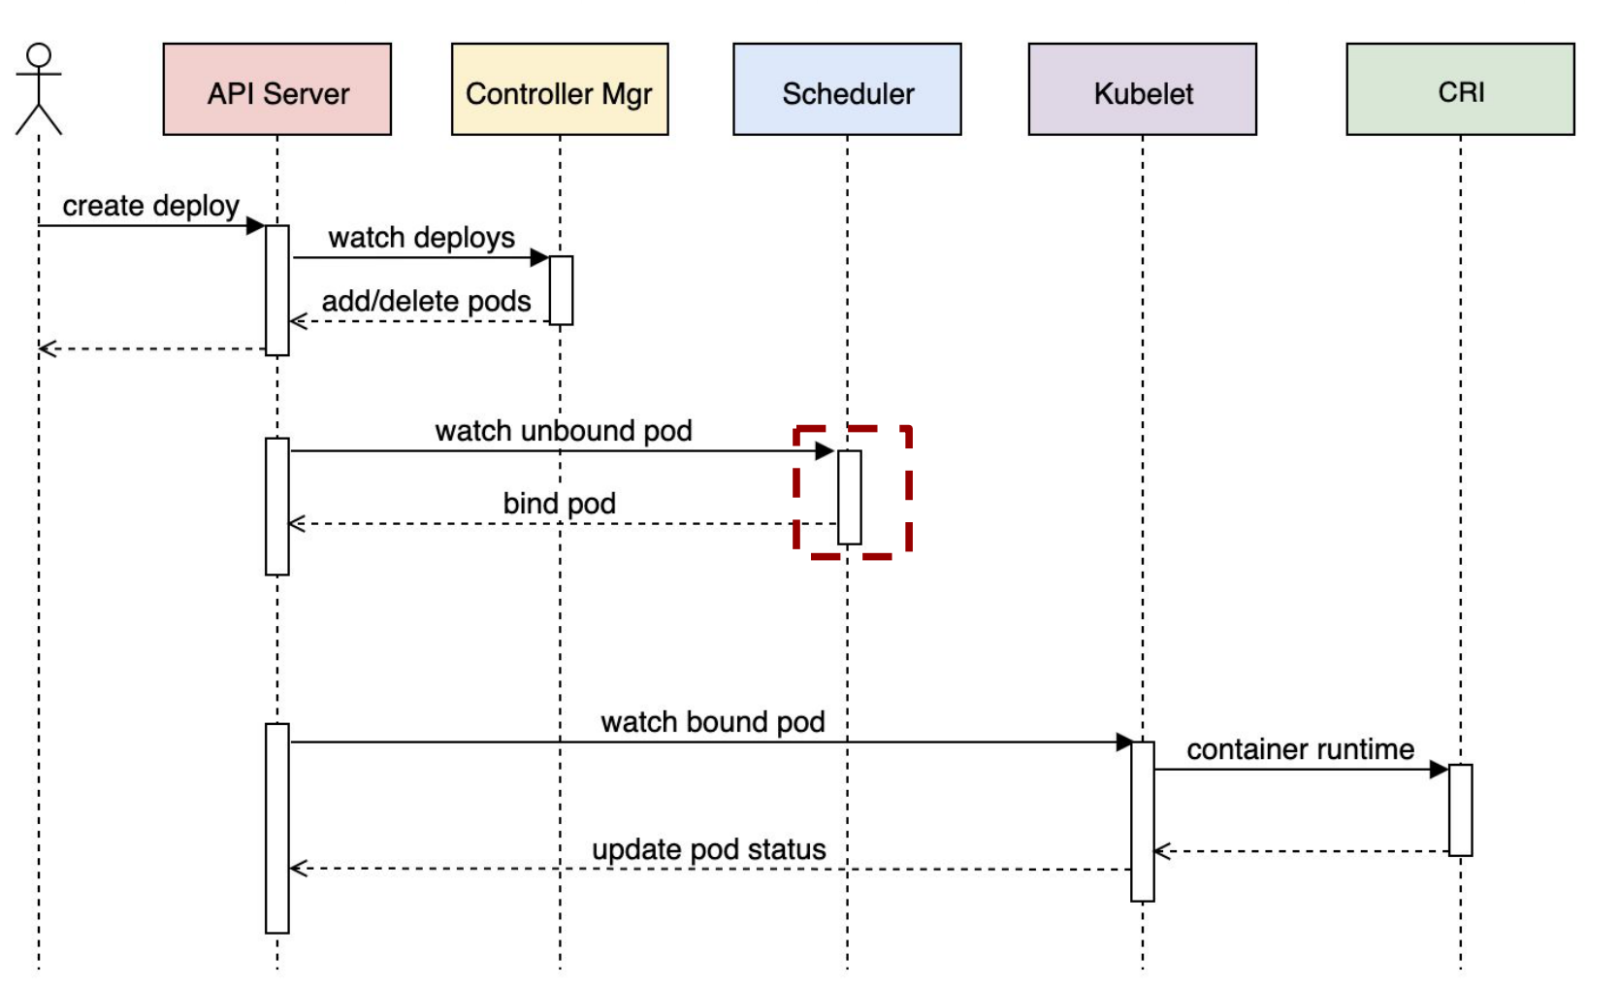 API Server
Controller Mgr
Scheduler
Kubelet
CRI
create deploy
watch deploys
add/delete pods
watch unbound pod
bind pod
watch bound pod
container runtime
update pod status